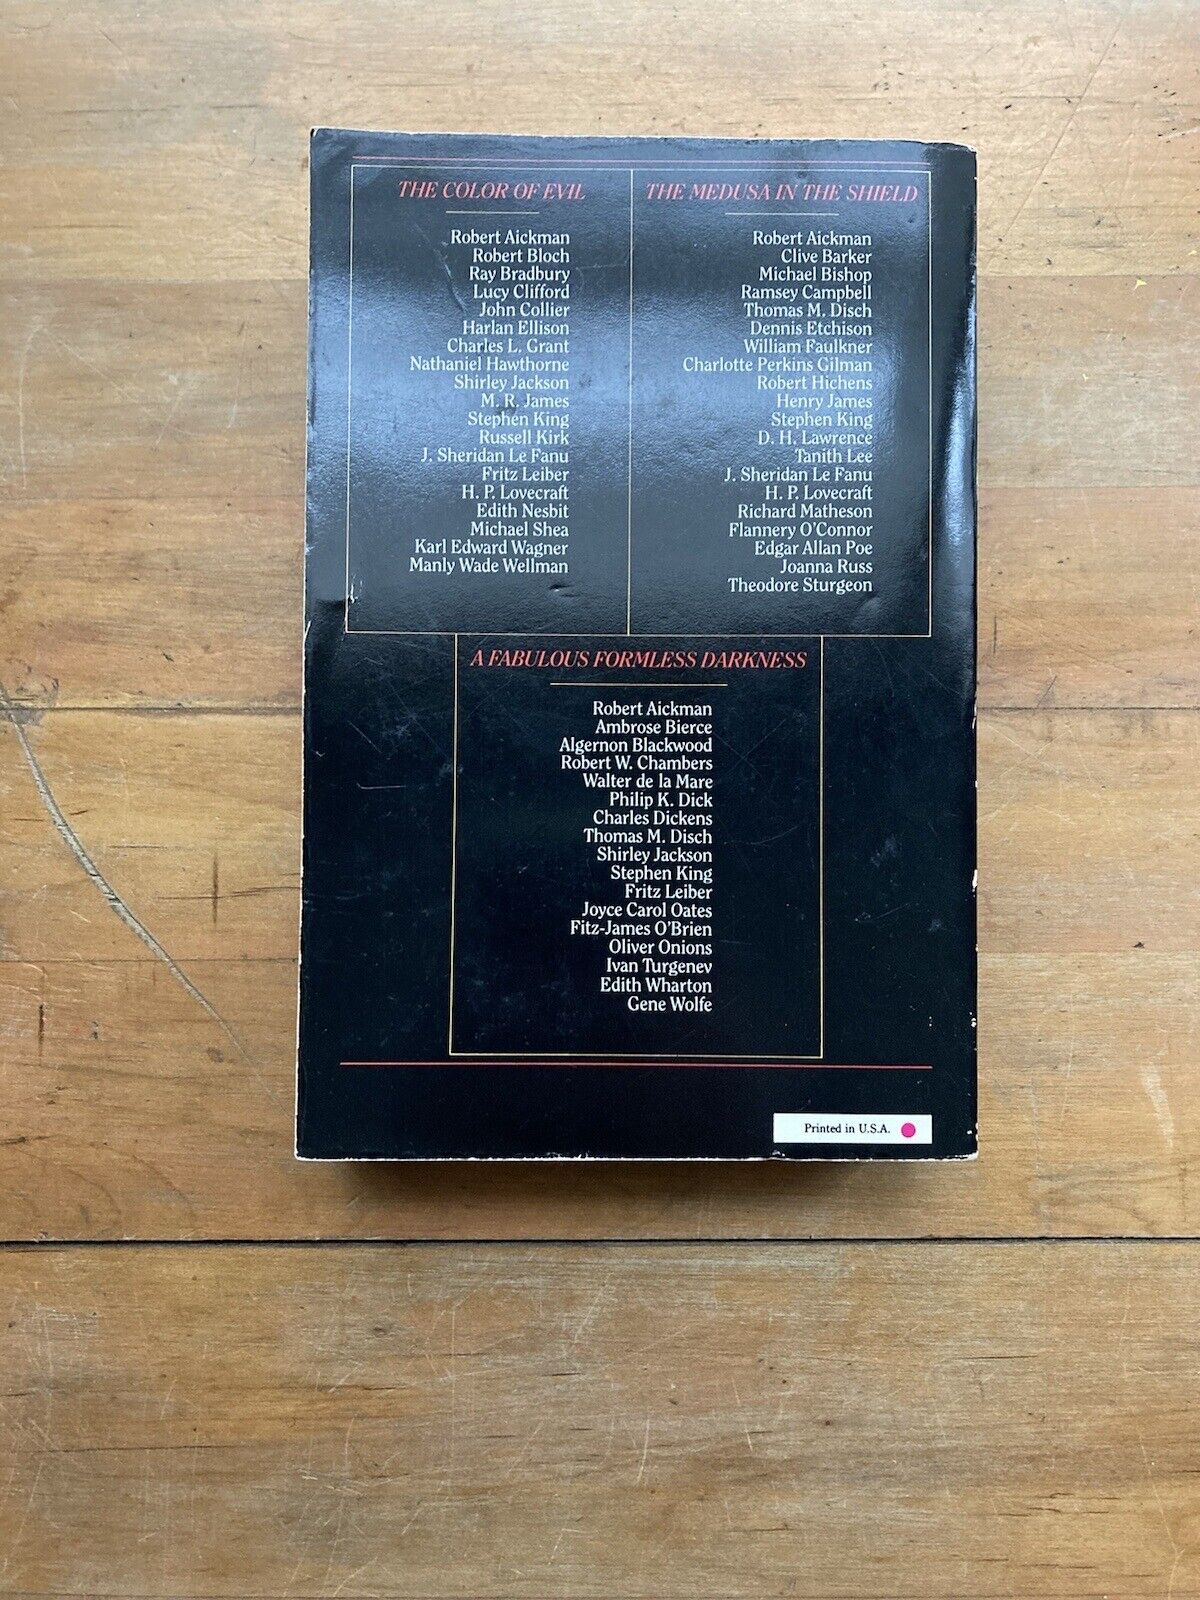 THE COLOR OF EVIL
Robert Aickman
Robert Bloch
Ray Bradbury
Lucy Clifford
John Collier
Harlan Ellison
Charles L. Grant
Nathaniel Hawthorne
Shirley Jackson
M. R. James
Stephen King
Russell Kirk
J. Sheridan Le Fanu
Fritz Leiber
H. P. Lovecraft
Edith Nesbit
Michael Shea
Karl Edward Wagner
Manly Wade Wellman
THE MEDUSA IN THE SHIELD
Robert Aickman
Clive Barker
Michael Bishop
Ramsey Campbell
Thomas M. Disch
Dennis Etchison
William Faulkner
Charlotte Perkins Gilman
Robert Hichens
Henry James
Stephen King
D. H. Lawrence
Tanith Lee
J. Sheridan Le Fanu
H. P. Lovecraft
Richard Matheson
Flannery O'Connor
Edgar Allan Poe
Joanna Russ
Theodore Sturgeon
A FABULOUS FORMLESS DARKNESS
Robert Aickman
Ambrose Bierce
Algernon Blackwood
Robert W. Chambers
Walter de la Mare
Philip K. Dick
Charles Dickens
Thomas M. Disch
Shirley Jackson
Stephen King
Fritz Leiber
Joyce Carol Oates
Fitz-James O'Brien
Oliver Onions
Ivan Turgenev
Edith Wharton
Gene Wolfe
Printed in U.S.A.